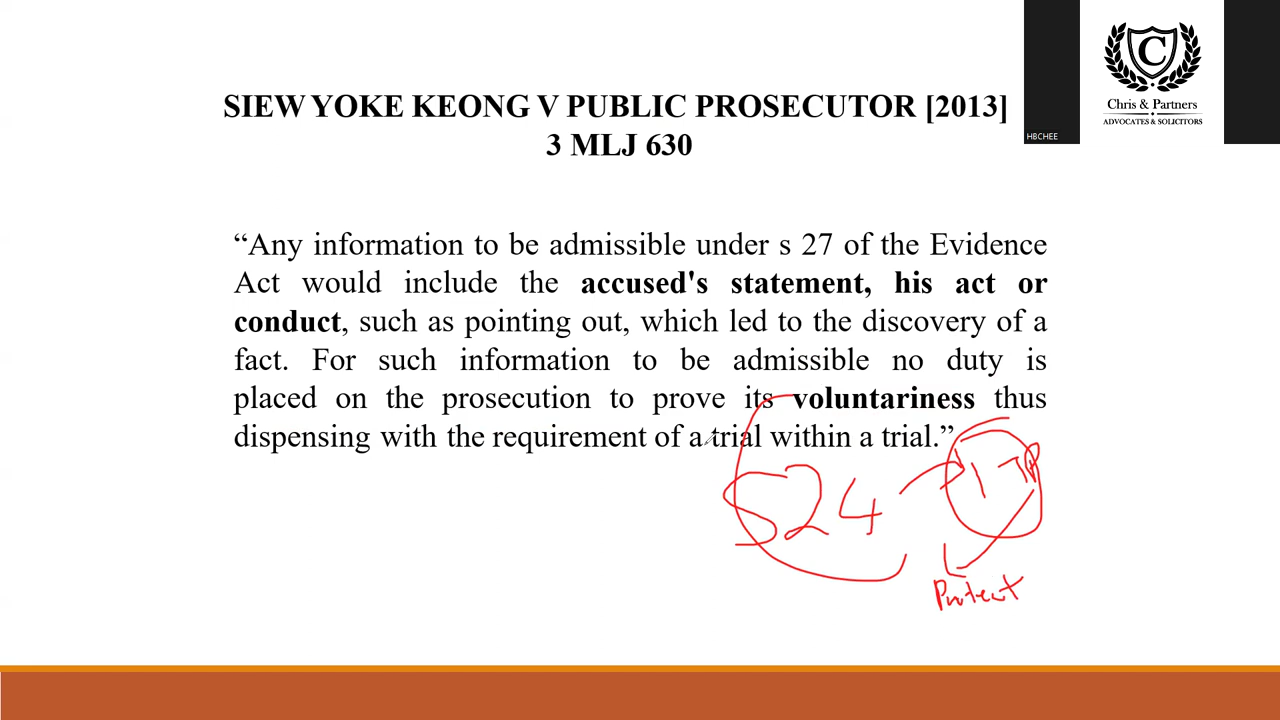 SIEW YOKE KEONG V PUBLIC PROSECUTOR [2013]
3 MLJ 630
C
Chris & Partners
ADVOCATES & SOLICITORS
HBCHEE
“Any information to be admissible under s 27 of the Evidence
Act would include the accused's statement, his act or
conduct, such as pointing out, which led to the discovery of a
fact. For such information to be admissible no duty is
placed on the prosecution to prove its voluntariness thus
dispensing with the requirement of a trial within a trial.”
S24
Protect